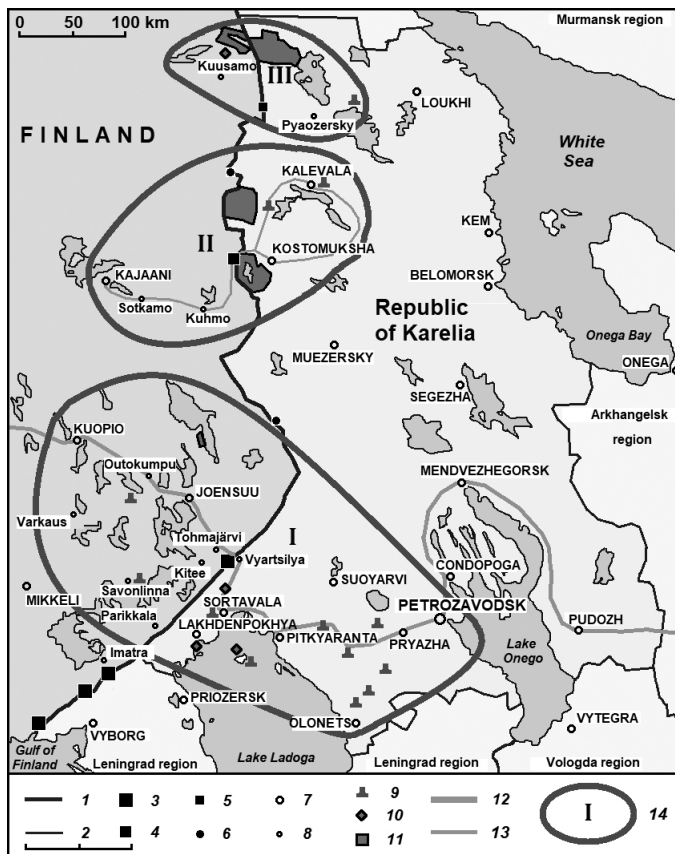 0 50 100 km
Murmansk region
Kuusamo
III
LOUKHI
Pyaozersky
FINLAND
White
Sea
KALEVALA
KEM
II
KOSTOMUKSHA
KAJAANI
BELOMORSK
Sotkamo
Kuhmo
Republic
of Karelia
Onega Bay
MUEZERSKY
ONEGA
SEGEZHA
Arkhangelsk
region
KUOPIO
Outokumpu
MENDVEZHEGORSK
JOENSUU
Varkaus
I
Tohmajärvi
Vyartsilya
Kitee
SUOYARVI
CONDOPOGA
Savonlinna
MIKKELI
SORTAVALA
PETROZAVODSK
Parikkala
LAKHDENPOKHYA
PITKYARANTA
PRYAZHA
PUDOZH
Imatra
Lake
Onego
PRIOZERSK
VYBORG
OLONETS
VYTEGRA
Gulf of
Finland
Leningrad region
Lake Ladoga
Leningrad region
Vologda region
1 3 5 7 9 12 I 14
10
2 4 6 8 11 13